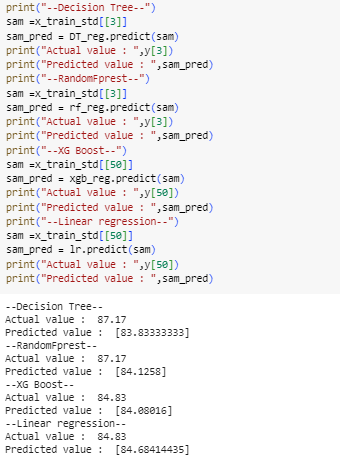 print("--Decision Tree--")
sam =x_train_std[[3]]
sam_pred = DT_reg.predict(sam)
print("Actual value : ",y[3])
print("Predicted value : ",sam_pred)
print("--RandomFprest--")
sam =x_train_std[[3]]
sam_pred = rf_reg.predict(sam)
print("Actual value : ",y[3])
print("Predicted value : ",sam_pred)
print("--XG Boost--")
sam =x_train_std[[50]]
sam_pred = xgb_reg.predict(sam)
print("Actual value : ",y[50])
print("Predicted value : ",sam_pred)
print("--Linear regression--")
sam =x_train_std[[50]]
sam_pred = lr.predict(sam)
print("Actual value : ",y[50])
print("Predicted value : ",sam_pred)
--Decision Tree--
Actual value :  87.17
Predicted value :  [83.83333333]
--RandomFprest--
Actual value :  87.17
Predicted value :  [84.1258]
--XG Boost--
Actual value :  84.83
Predicted value :  [84.08016]
--Linear regression--
Actual value :  84.83
Predicted value :  [84.68414435]